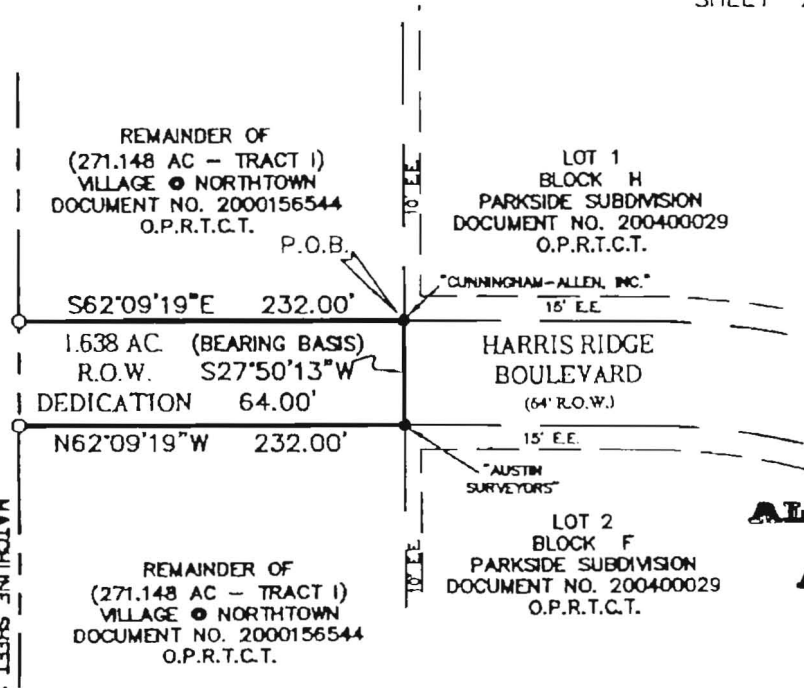 REMAINDER OF
(271.148 AC – TRACT I)
VILLAGE @ NORTHTOWN
DOCUMENT NO. 2000156544
O.P.R.T.C.T.
10' E.E.
LOT 1
BLOCK H
PARKSIDE SUBDIVISION
DOCUMENT NO. 200400029
O.P.R.T.C.T.
P.O.B.
"CUNNINGHAM-ALLEN, INC."
S62°09'19"E 232.00'
15' E.E.
1.638 AC.
R.O.W.
DEDICATION
(BEARING BASIS)
S27°50'13"W
64.00'
HARRIS RIDGE
BOULEVARD
(64' R.O.W.)
N62°09'19"W 232.00'
15' E.E.
"AUSTIN
SURVEYORS"
MATCHLINE SHEET
REMAINDER OF
(271.148 AC – TRACT I)
VILLAGE @ NORTHTOWN
DOCUMENT NO. 2000156544
O.P.R.T.C.T.
10' E.E.
LOT 2
BLOCK F
PARKSIDE SUBDIVISION
DOCUMENT NO. 200400029
O.P.R.T.C.T.